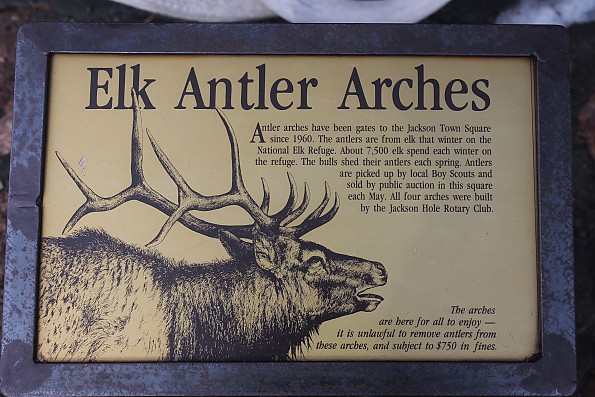 Elk Antler Arches
Antler arches have been gates to the Jackson Town Square
since 1960. The antlers are from elk that winter on the
National Elk Refuge. About 7,500 elk spend each winter on
the refuge. The bulls shed their antlers each spring. Antlers
are picked up by local Boy Scouts and
sold by public auction in this square
each May. All four arches were built
by the Jackson Hole Rotary Club.
The arches
are here for all to enjoy —
it is unlawful to remove antlers from
these arches, and subject to $750 in fines.